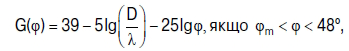 G(φ) = 39 – 5lg(D/λ) – 25lgφ, якщо φₘ < φ < 48°,